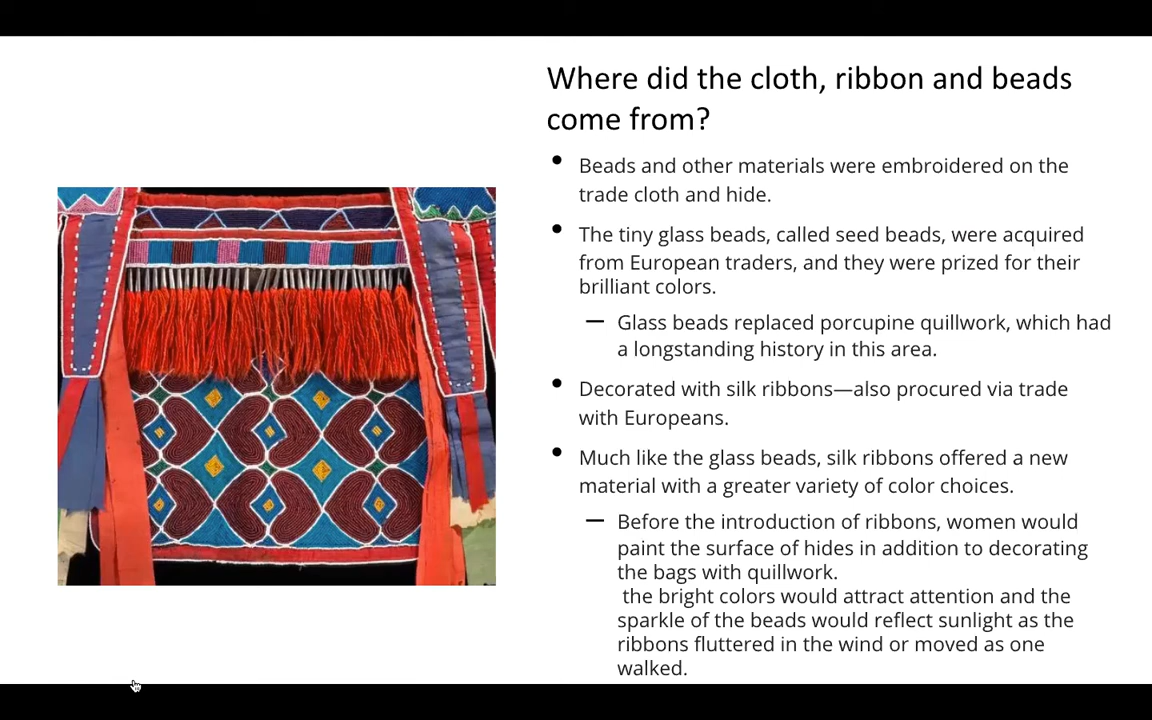 Where did the cloth, ribbon and beads
come from?
• Beads and other materials were embroidered on the
trade cloth and hide.
• The tiny glass beads, called seed beads, were acquired
from European traders, and they were prized for their
brilliant colors.
— Glass beads replaced porcupine quillwork, which had
a longstanding history in this area.
• Decorated with silk ribbons—also procured via trade
with Europeans.
• Much like the glass beads, silk ribbons offered a new
material with a greater variety of color choices.
— Before the introduction of ribbons, women would
paint the surface of hides in addition to decorating
the bags with quillwork.
the bright colors would attract attention and the
sparkle of the beads would reflect sunlight as the
ribbons fluttered in the wind or moved as one
walked.